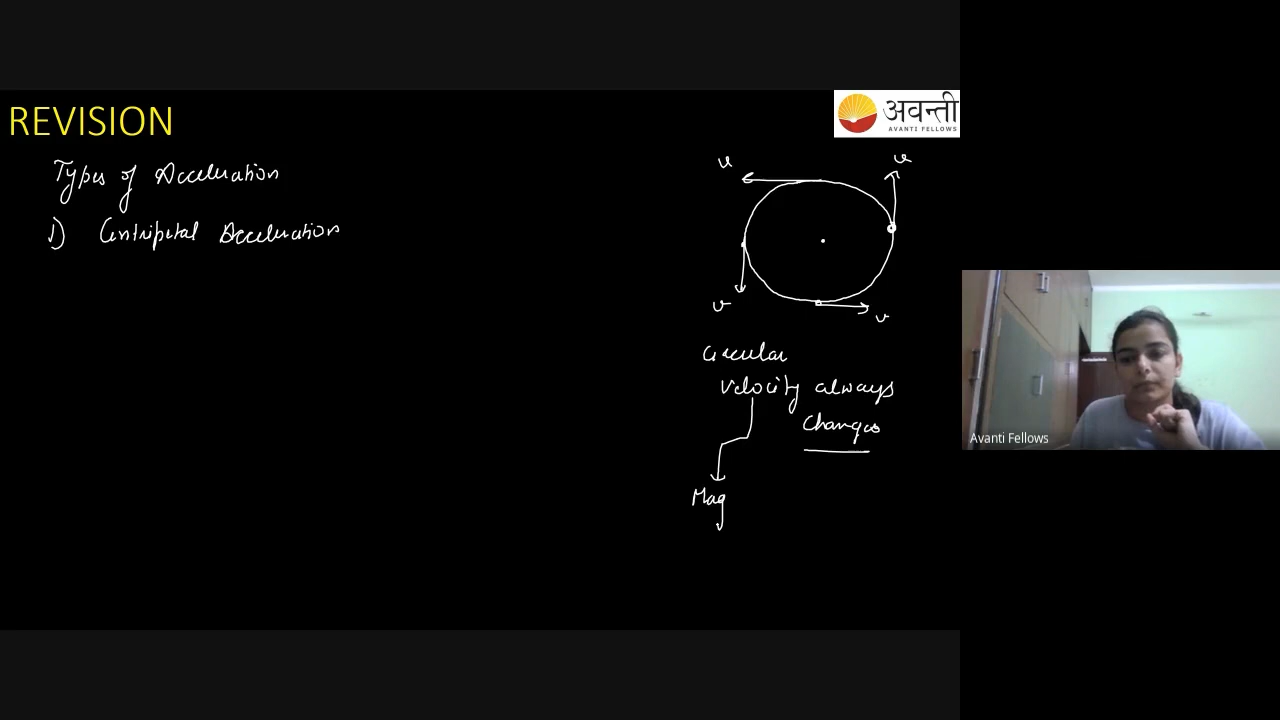 REVISION
अवन्ती
AVANTI FELLOWS
Types of Acceleration
1) Centripetal Acceleration
v
v
v
v
Circular
velocity always
changes
Mag
Avanti Fellows